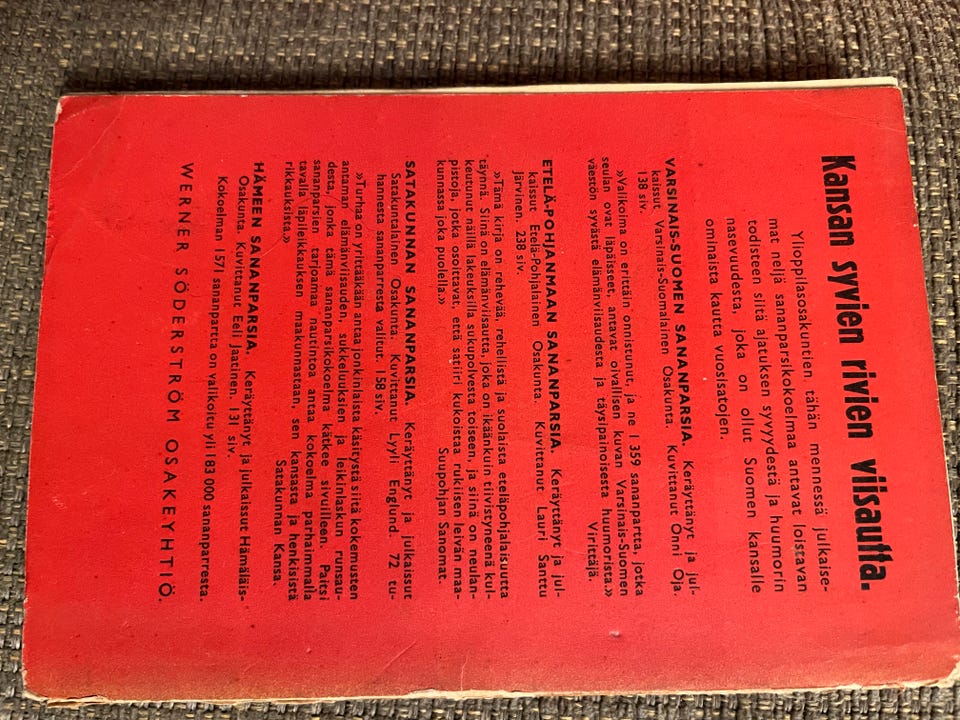 Kansan syvien rivien viisautta.
Ylioppilasosakuntien tähän mennessä julkaise-
mat neljä sananparsikokoelmaa antavat loistavan
todisteen siitä ajatuksen syvyydestä ja huumorin
nasevuudesta, joka on ollut Suomen kansalle
ominaista kautta vuosisatojen.
VARSINAIS-SUOMEN SANANPARSIA. Keräyttänyt ja jul-
kaissut Varsinais-Suomalainen Osakunta. Kuvittanut Onni Oja.
138 siv.
»Valikoima on erittäin onnistunut, ja ne 1 359 sananpartta, jotka
seulan ovat läpäisseet, antavat oivallisen kuvan Varsinais-Suomen
väestön syvästä elämänviisaudesta ja täysipainoisesta huumorista.»
Virittäjä.
ETELÄ-POHJANMAAN SANANPARSIA. Keräyttänyt ja jul-
kaissut Etelä-Pohjalainen Osakunta. Kuvittanut Lauri Santtu
Järvinen. 238 siv.
»Tämä kirja on rehevää, rehellistä ja suolaista eteläpohjalaisuutta
täynnä. Siinä on elämänviisautta, joka on ikäänkuin tiivistyneenä kul-
keutunut näillä lakeuksilla sukupolvesta toiseen, ja siinä on neulan-
pistoja, jotka osoittavat, että satiiri kukoistaa rukiisen leivän maa-
kunnassa joka puolella.»
Suupohjan Sanomat.
SATAKUNNAN SANANPARSIA. Keräyttänyt ja julkaissut
Satakuntalainen Osakunta. Kuvittanut Lyyli Englund. 72 tu-
hannesta sananparresta valitut. 158 siv.
»Turhaa on yrittääkään antaa jonkinlaista käsitystä siitä kokemusten
antaman elämänviisauden, sukkeluuksien ja leikinlaskun runsau-
desta, jonka tämä sananparsikokoelma kätkee sivuilleen. Paitsi
sananparsien tarjoamaa nautintoa antaa kokoelma parhaimmalla
tavalla läpileikkauksen maakunnastaan, sen kansasta ja henkisistä
rikkauksista.»
Satakunnan Kansa.
HÄMEEN SANANPARSIA. Keräyttänyt ja julkaissut Hämäläis-
Osakunta. Kuvittanut Eeli Jaatinen. 131 siv.
Kokoelman 1571 sananpartta on valikoitu yli 183 000 sananparresta.
WERNER SÖDERSTRÖM OSAKEYHTIÖ.